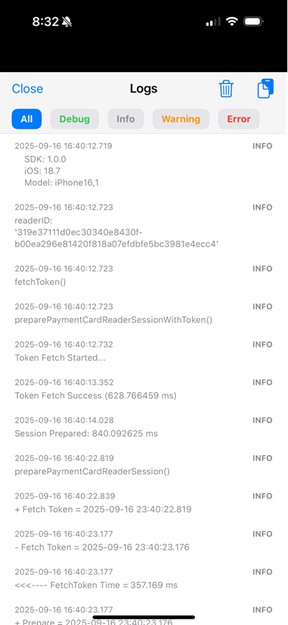 8:32
Close
Logs
All
Debug
Info
Warning
Error
2025-09-16 16:40:12.719 INFO
SDK: 1.0.0
iOS: 18.7
Model: iPhone16,1
2025-09-16 16:40:12.723 INFO
readerID:
'319e37111d0ec30340e8430f-
b00ea296e81420f818a07efdbfe5bc3981e4ecc4'
2025-09-16 16:40:12.723 INFO
fetchToken()
2025-09-16 16:40:12.723 INFO
preparePaymentCardReaderSessionWithToken()
2025-09-16 16:40:12.732 INFO
Token Fetch Started...
2025-09-16 16:40:13.352 INFO
Token Fetch Success (628.766459 ms)
2025-09-16 16:40:14.028 INFO
Session Prepared: 840.092625 ms
2025-09-16 16:40:22.819 INFO
preparePaymentCardReaderSession()
2025-09-16 16:40:22.839 INFO
+ Fetch Token = 2025-09-16 23:40:22.819
2025-09-16 16:40:23.177 INFO
- Fetch Token = 2025-09-16 23:40:23.176
2025-09-16 16:40:23.177 INFO
<<<---- FetchToken Time = 357.169 ms
2025-09-16 16:40:23.177 INFO
+ Prepare = 2025-09-16 23:40:23.176